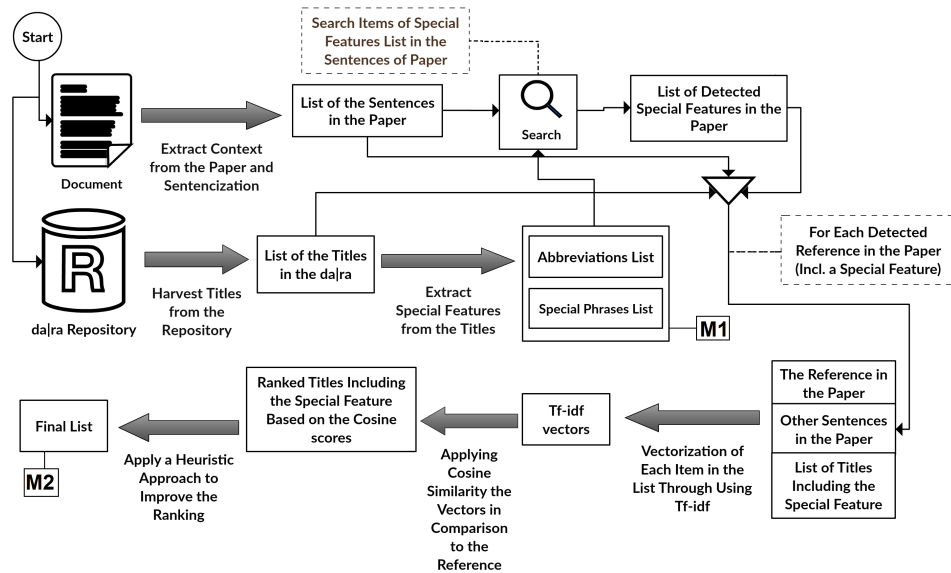 Start
Search Items of Special
Features List in the
Sentences of Paper
List of the Sentences
in the Paper
Search
List of Detected
Special Features in the
Paper
Extract Context
from the Paper and
Sentencization
Document
R
da|ra Repository
Harvest Titles
from the
Repository
List of the Titles
in the da|ra
Extract
Special Features
from the Titles
Abbreviations List
Special Phrases List
M1
For Each Detected
Reference in the Paper
(Incl. a Special Feature)
The Reference in
the Paper
Other Sentences
in the Paper
List of Titles
Including the
Special Feature
Vectorization of
Each Item in the
List Through Using
Tf-idf
Tf-idf
vectors
Applying
Cosine
Similarity the
Vectors in
Comparison
to the
Reference
Ranked Titles Including
the Special Feature
Based on the Cosine
scores
Apply a Heuristic
Approach to
Improve the
Ranking
Final List
M2